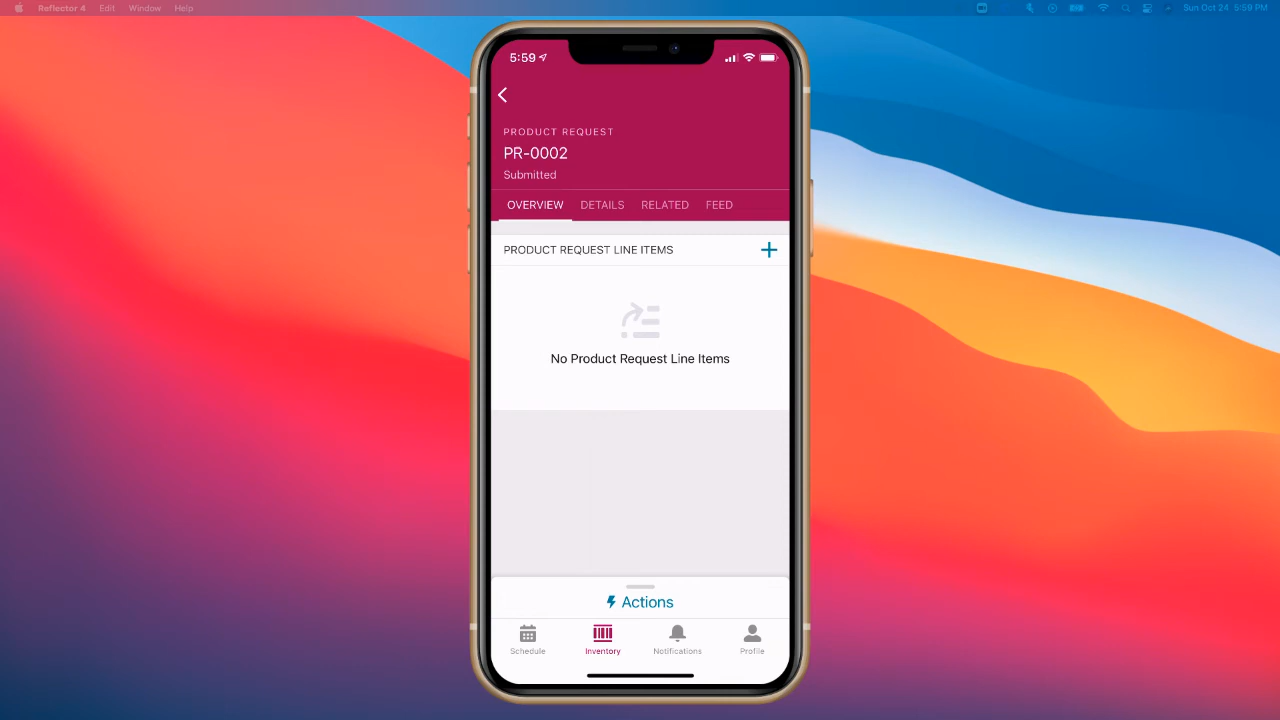 Reflector 4 Edit Window Help
Sun Oct 24 5:59 PM
5:59
PRODUCT REQUEST
PR-0002
Submitted
OVERVIEW DETAILS RELATED FEED
PRODUCT REQUEST LINE ITEMS
No Product Request Line Items
Actions
Schedule Inventory Notifications Profile